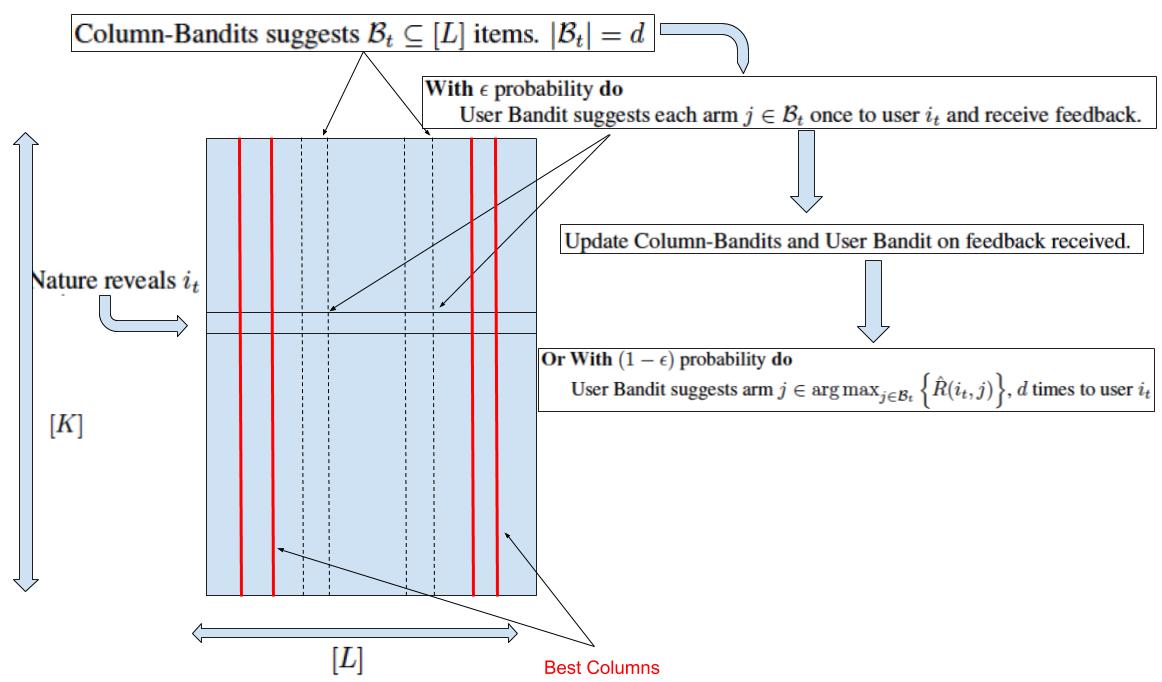 Column-Bandits suggests $\mathcal{B}_t \subseteq [L]$ items. $|\mathcal{B}_t| = d$
With $\epsilon$ probability do
User Bandit suggests each arm $j \in \mathcal{B}_t$ once to user $i_t$ and receive feedback.
Update Column-Bandits and User Bandit on feedback received.
Nature reveals $i_t$
Or With $(1 - \epsilon)$ probability do
User Bandit suggests arm $j \in \arg\max_{j \in \mathcal{B}_t} \left\{ \hat{R}(i_t, j) \right\}$, $d$ times to user $i_t$
$[K]$
$[L]$
Best Columns